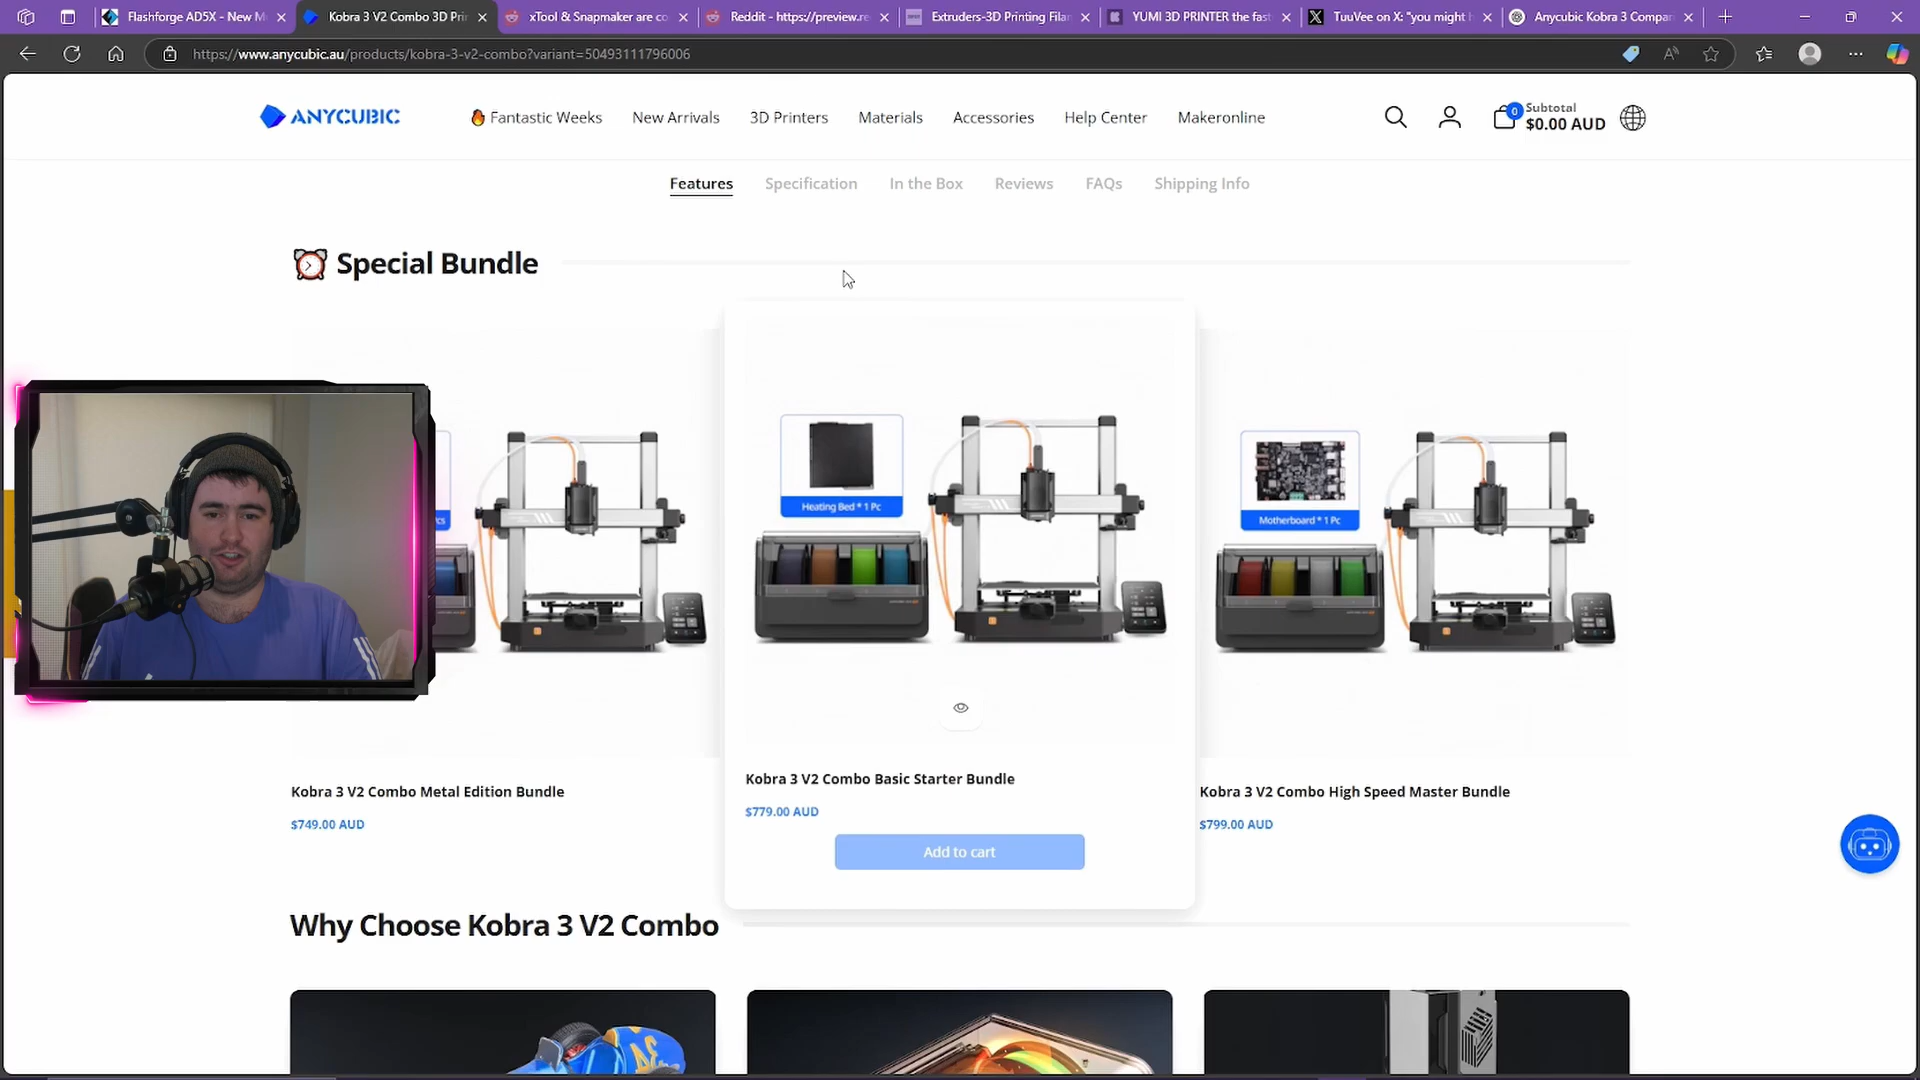 Flashforge AD5X - New M
Kobra 3 V2 Combo 3D Prin
xTool & Snapmaker are co
Reddit - https://preview.re
Extruders-3D Printing Filan
YUMI 3D PRINTER the fast
TuuVee on X: "you might h
Anycubic Kobra 3 Compar
https://www.anycubic.au/products/kobra-3-v2-combo?variant=50493111796006
ANYCUBIC
Fantastic Weeks
New Arrivals
3D Printers
Materials
Accessories
Help Center
Makeronline
0
Subtotal
$0.00 AUD
Features
Specification
In the Box
Reviews
FAQs
Shipping Info
Special Bundle
Heating Bed * 1 Pc
Motherboard * 1 Pc
Kobra 3 V2 Combo Metal Edition Bundle
$749.00 AUD
Kobra 3 V2 Combo Basic Starter Bundle
$779.00 AUD
Add to cart
Kobra 3 V2 Combo High Speed Master Bundle
$799.00 AUD
Why Choose Kobra 3 V2 Combo